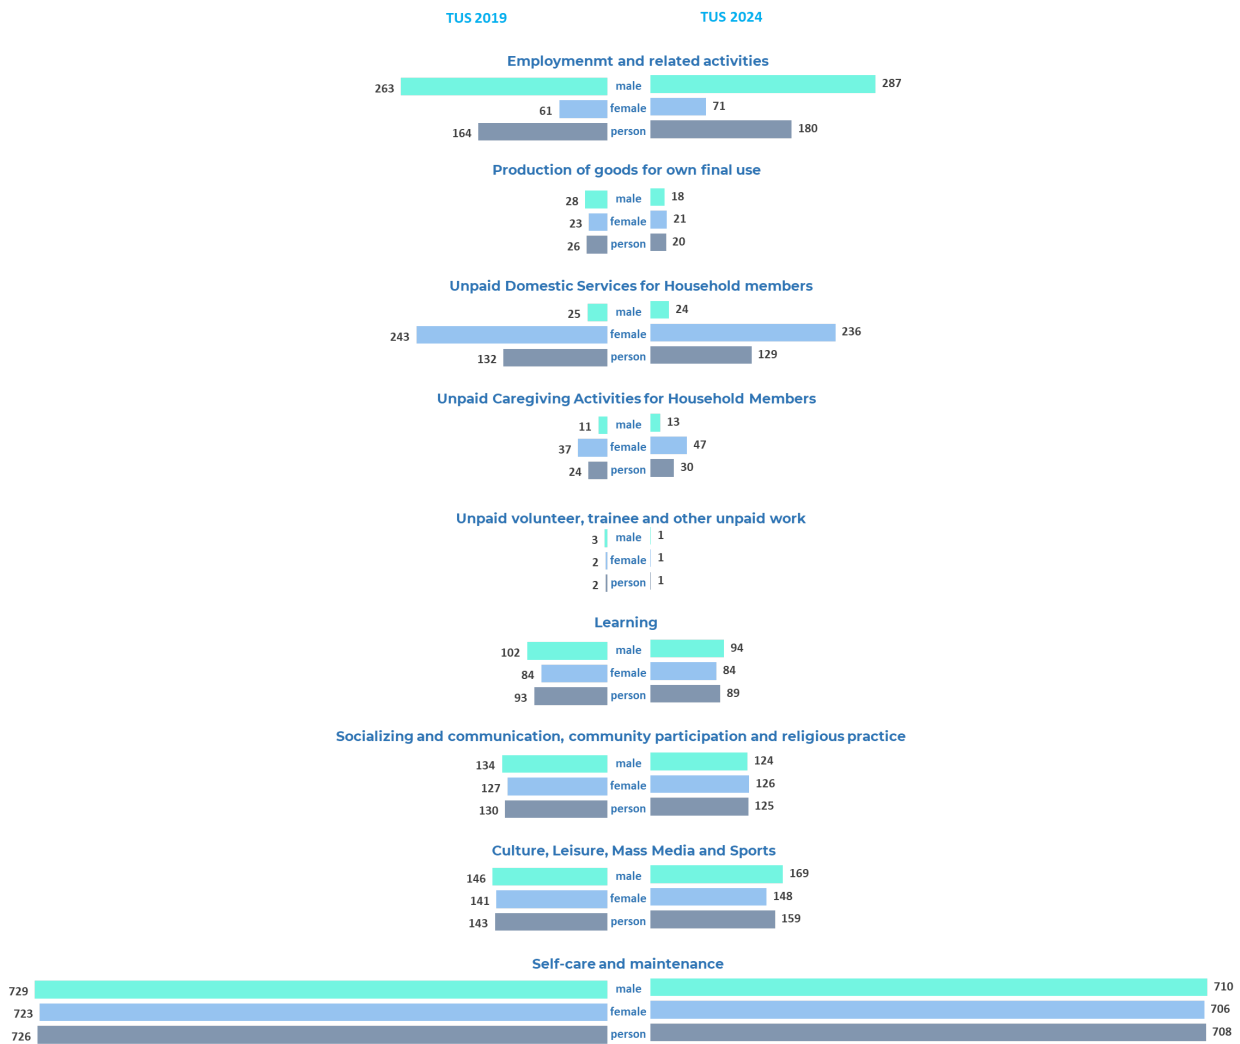 TUS 2019 TUS 2024
Employmenmt and related activities
263 male 287
61 female 71
164 person 180
Production of goods for own final use
28 male 18
23 female 21
26 person 20
Unpaid Domestic Services for Household members
25 male 24
243 female 236
132 person 129
Unpaid Caregiving Activities for Household Members
11 male 13
37 female 47
24 person 30
Unpaid volunteer, trainee and other unpaid work
3 male 1
2 female 1
2 person 1
Learning
102 male 94
84 female 84
93 person 89
Socializing and communication, community participation and religious practice
134 male 124
127 female 126
130 person 125
Culture, Leisure, Mass Media and Sports
146 male 169
141 female 148
143 person 159
Self-care and maintenance
729 male 710
723 female 706
726 person 708